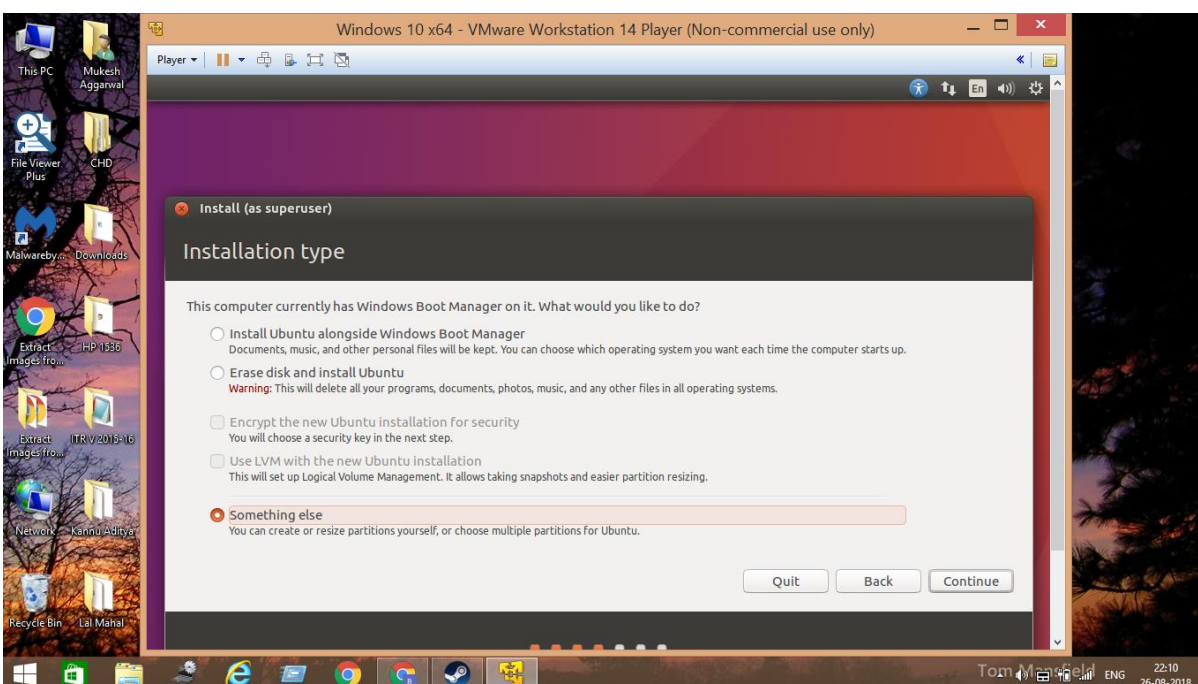 Windows 10 x64 - VMware Workstation 14 Player (Non-commercial use only)
Player
En
This PC
Mukesh
Aggarwal
File Viewer
Plus
CHD
Malwareby...
Downloads
Extract
Images fro...
HP 1536
Extract
Images fro...
ITR V 2015-16
Network
Kannu Aditya
Recycle Bin
Lal Mahal
Install (as superuser)
Installation type
This computer currently has Windows Boot Manager on it. What would you like to do?
Install Ubuntu alongside Windows Boot Manager
Documents, music, and other personal files will be kept. You can choose which operating system you want each time the computer starts up.
Erase disk and install Ubuntu
Warning: This will delete all your programs, documents, photos, music, and any other files in all operating systems.
Encrypt the new Ubuntu installation for security
You will choose a security key in the next step.
Use LVM with the new Ubuntu installation
This will set up Logical Volume Management. It allows taking snapshots and easier partition resizing.
Something else
You can create or resize partitions yourself, or choose multiple partitions for Ubuntu.
Quit Back Continue
Tom Mansfield
ENG
22:10
26-08-2018